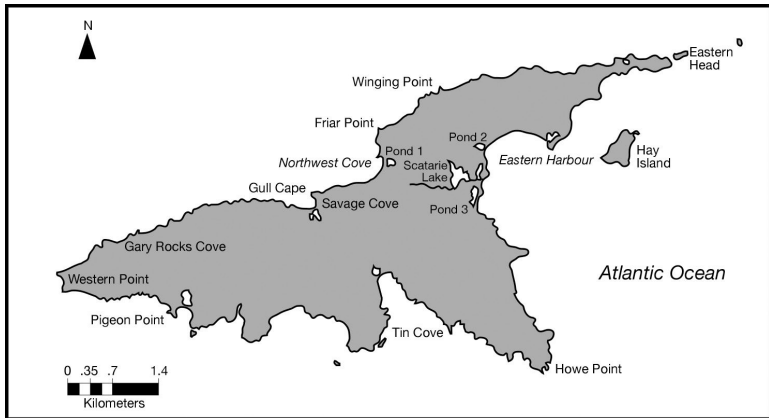 N
Eastern
Head
Winging Point
Friar Point
Pond 1
Pond 2
Northwest Cove
Scatarie
Lake
Eastern Harbour
Hay
Island
Gull Cape
Savage Cove
Pond 3
Gary Rocks Cove
Western Point
Atlantic Ocean
Pigeon Point
Tin Cove
Howe Point
0 .35 .7 1.4
Kilometers